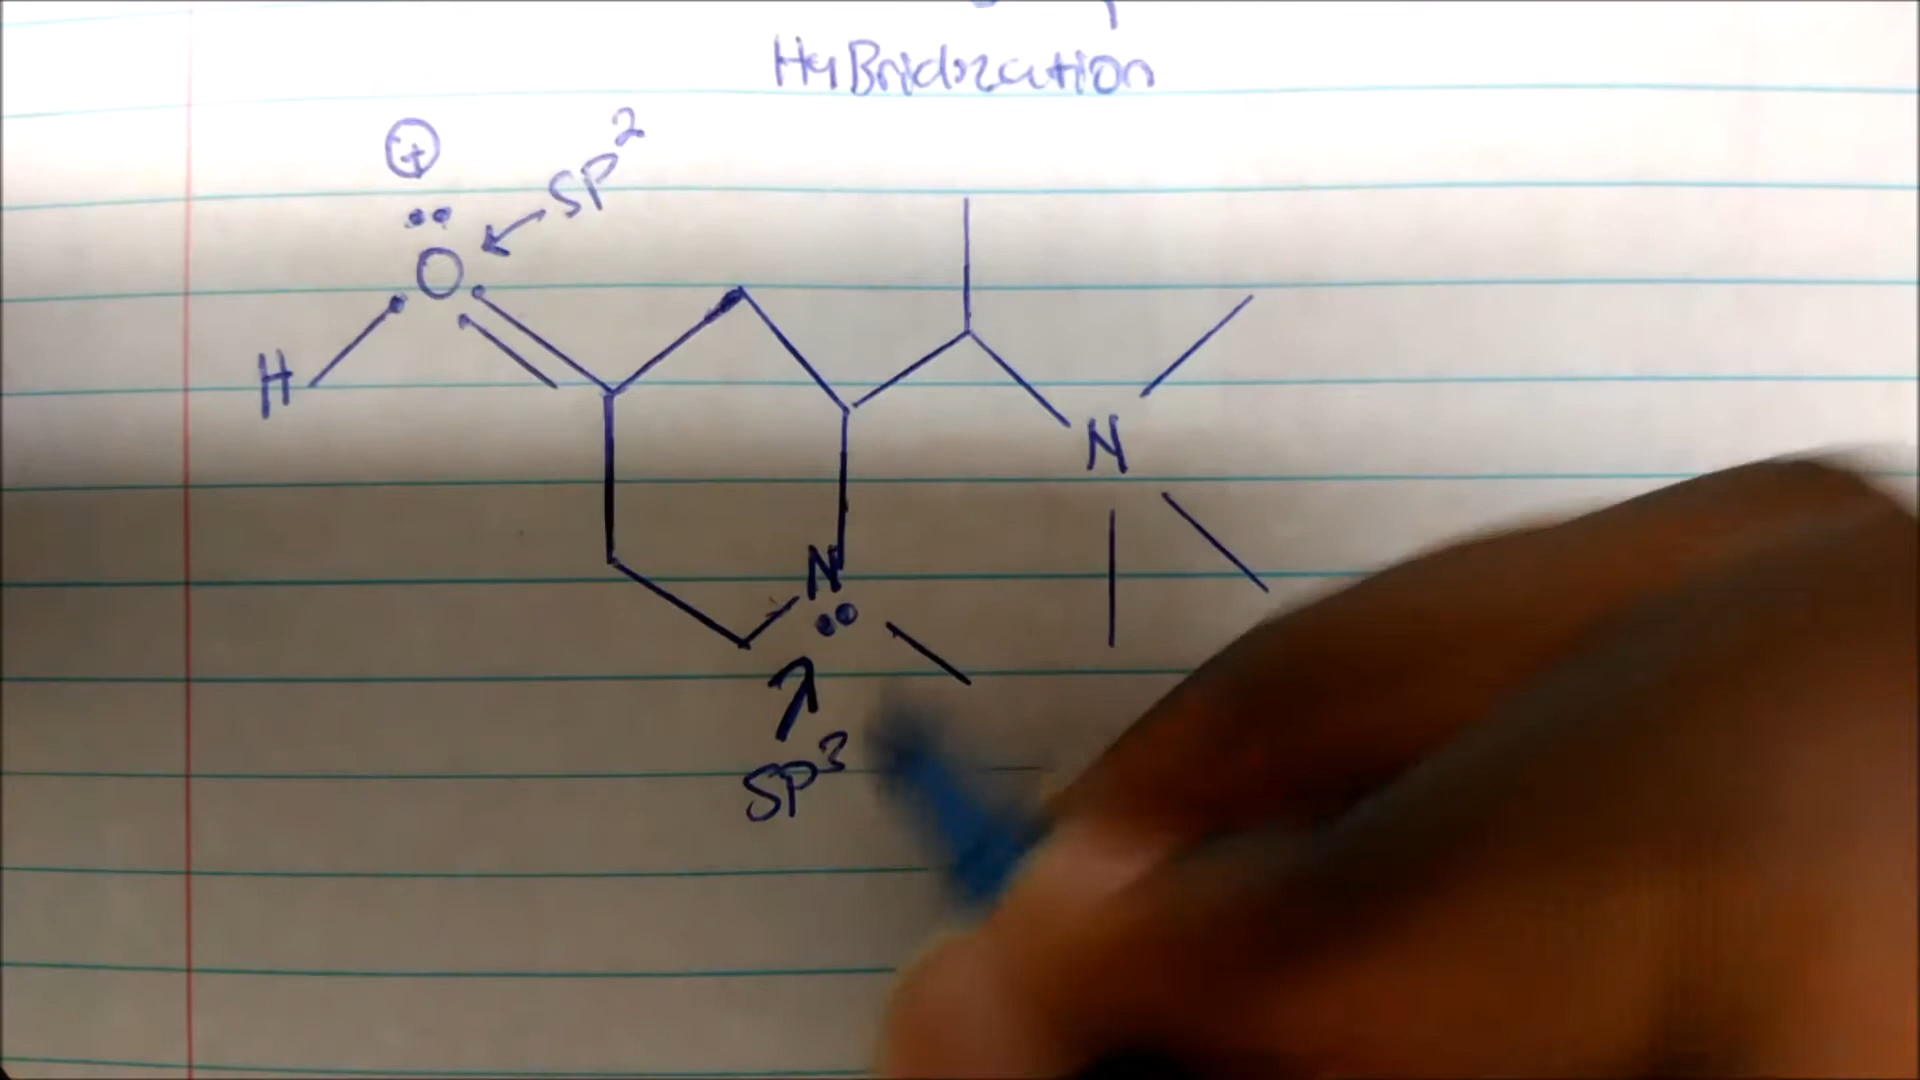 HyBridization
+
SP²
O
H
N
N
SP³